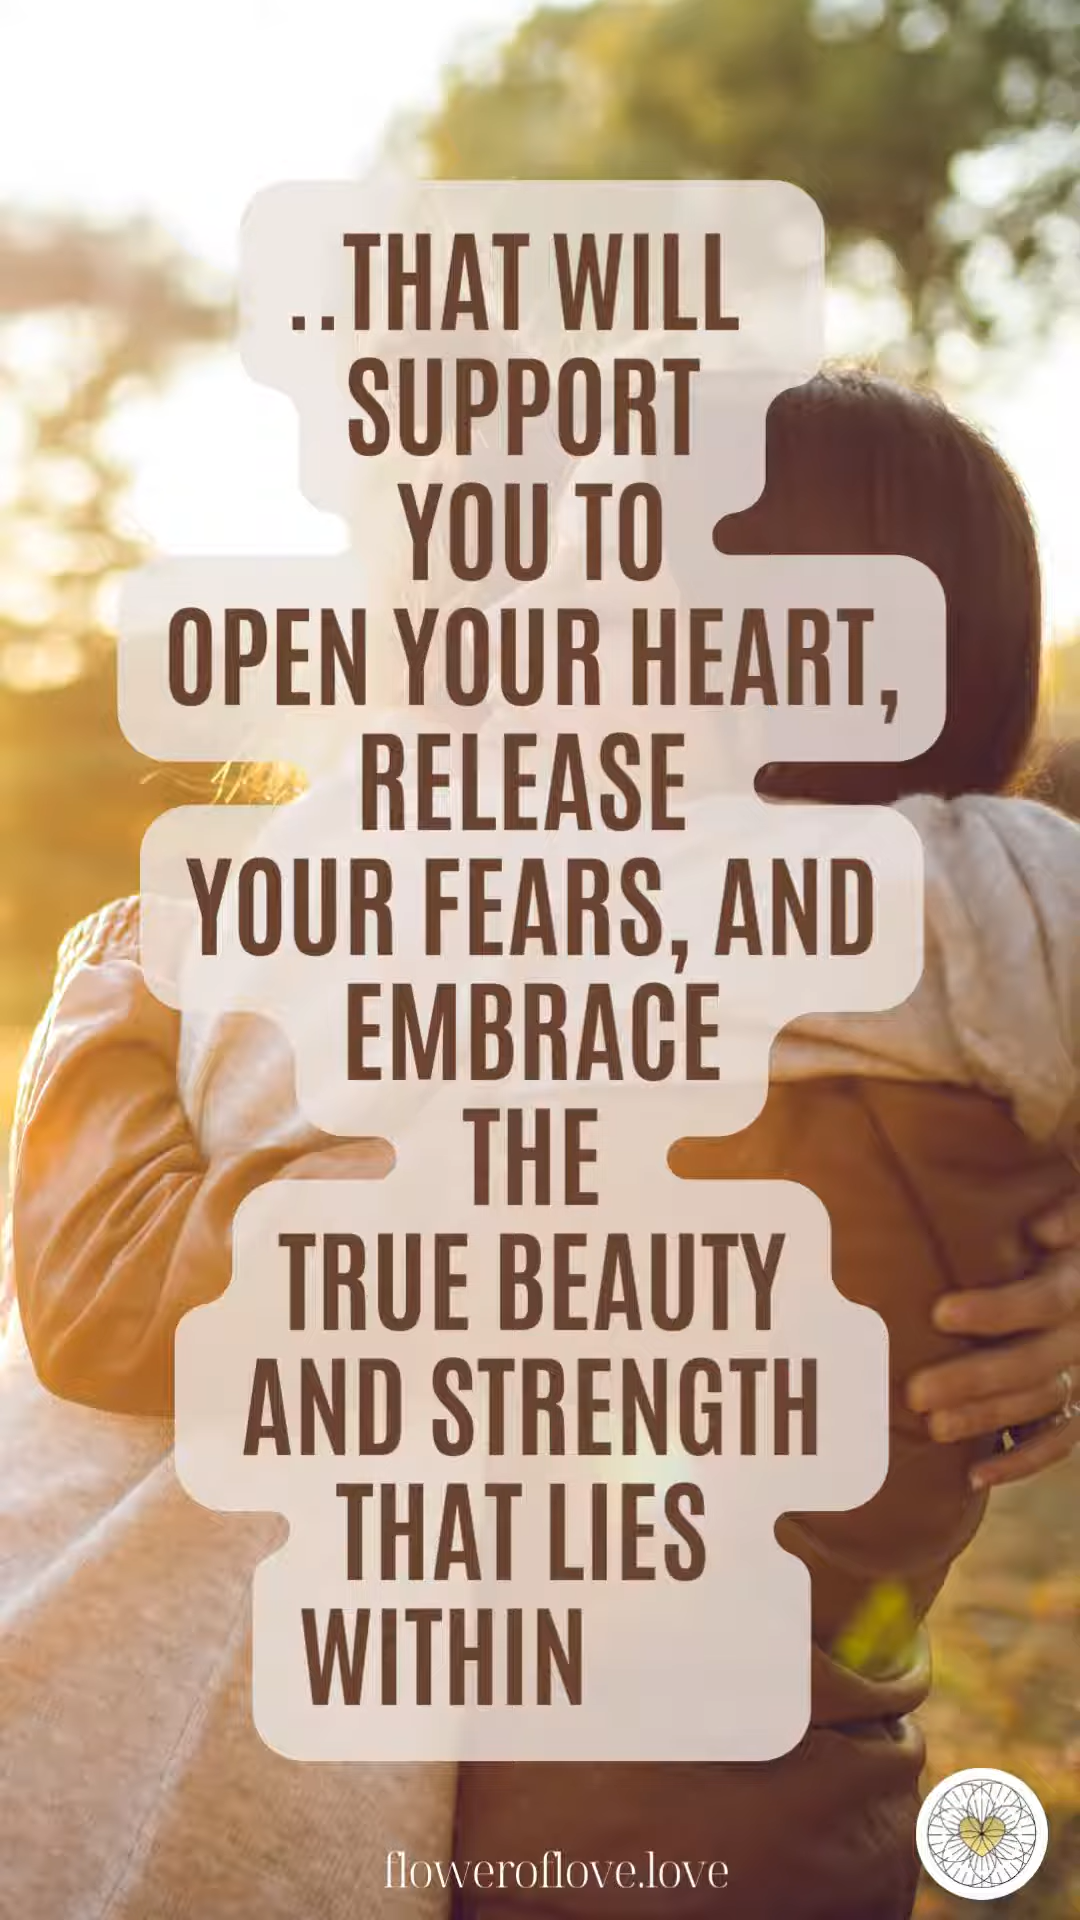 ..THAT WILL
SUPPORT
YOU TO
OPEN YOUR HEART,
RELEASE
YOUR FEARS, AND
EMBRACE
THE
TRUE BEAUTY
AND STRENGTH
THAT LIES
WITHIN
floweroflove.love